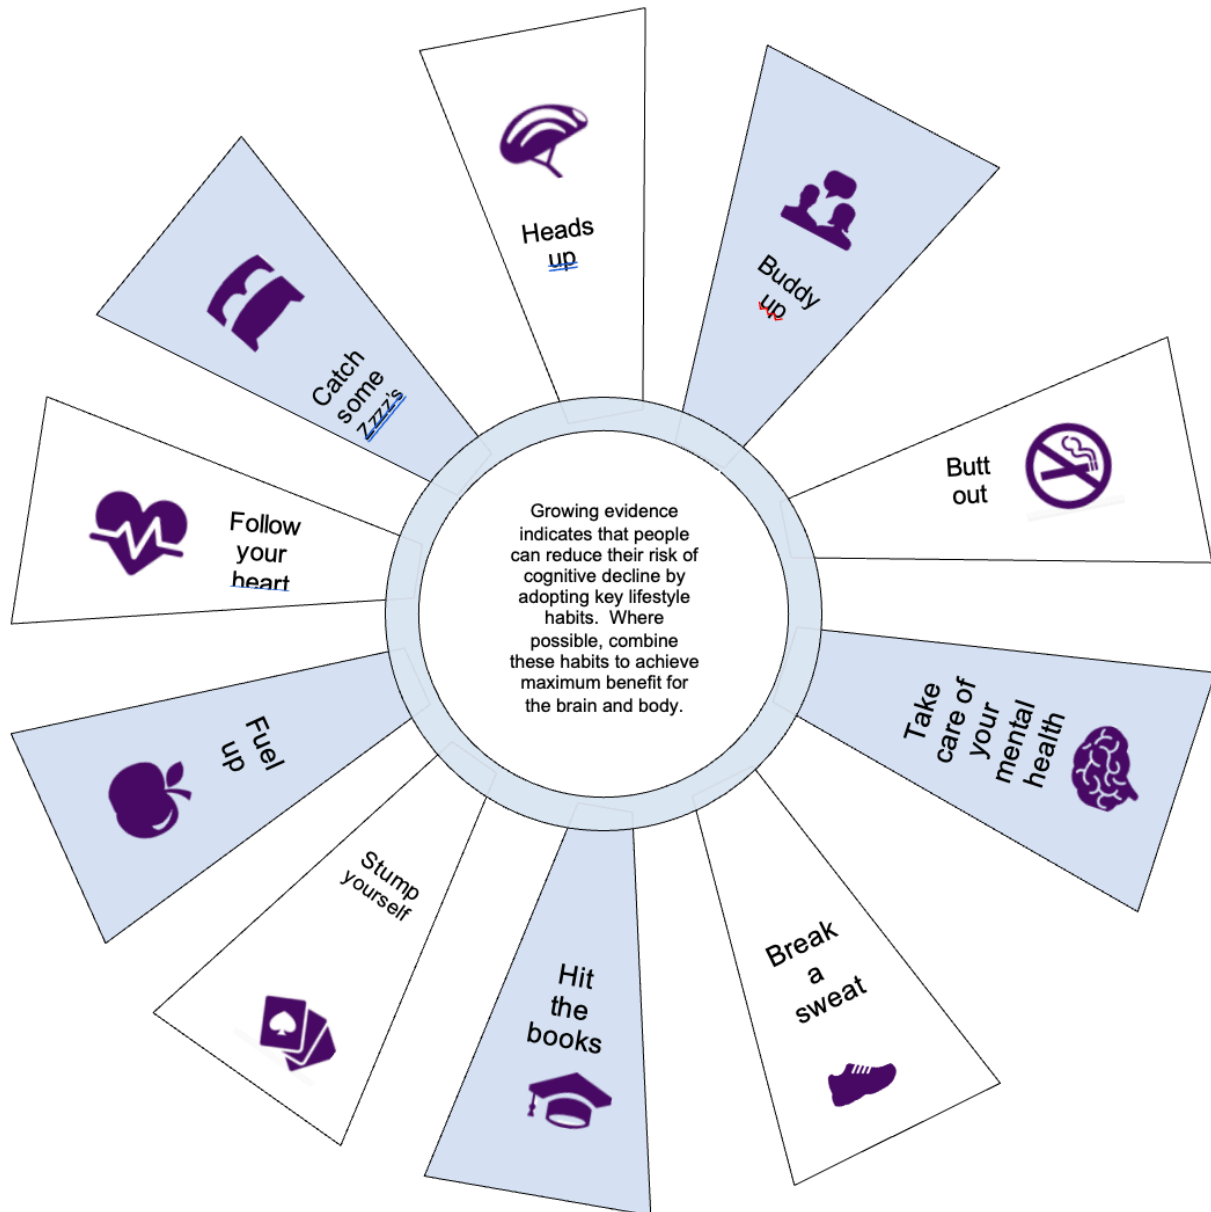 Heads
up
Buddy
up
Butt
out
Take
care of
your
mental
health
Break
a
sweat
Hit
the
books
Stump
yourself
Fuel
up
Follow
your
heart
Catch
some
Zzzz's
Growing evidence
indicates that people
can reduce their risk of
cognitive decline by
adopting key lifestyle
habits.  Where
possible, combine
these habits to achieve
maximum benefit for
the brain and body.